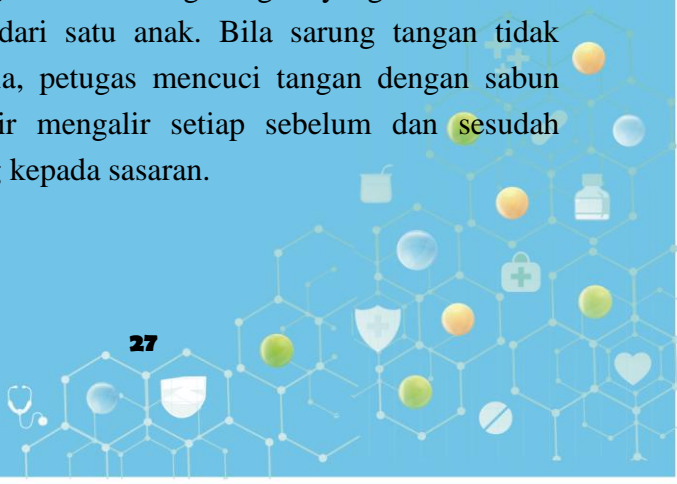 dari satu anak. Bila sarung tangan tidak
petugas mencuci tangan dengan sabun
mengalir setiap sebelum dan sesudah
kepada sasaran.
27